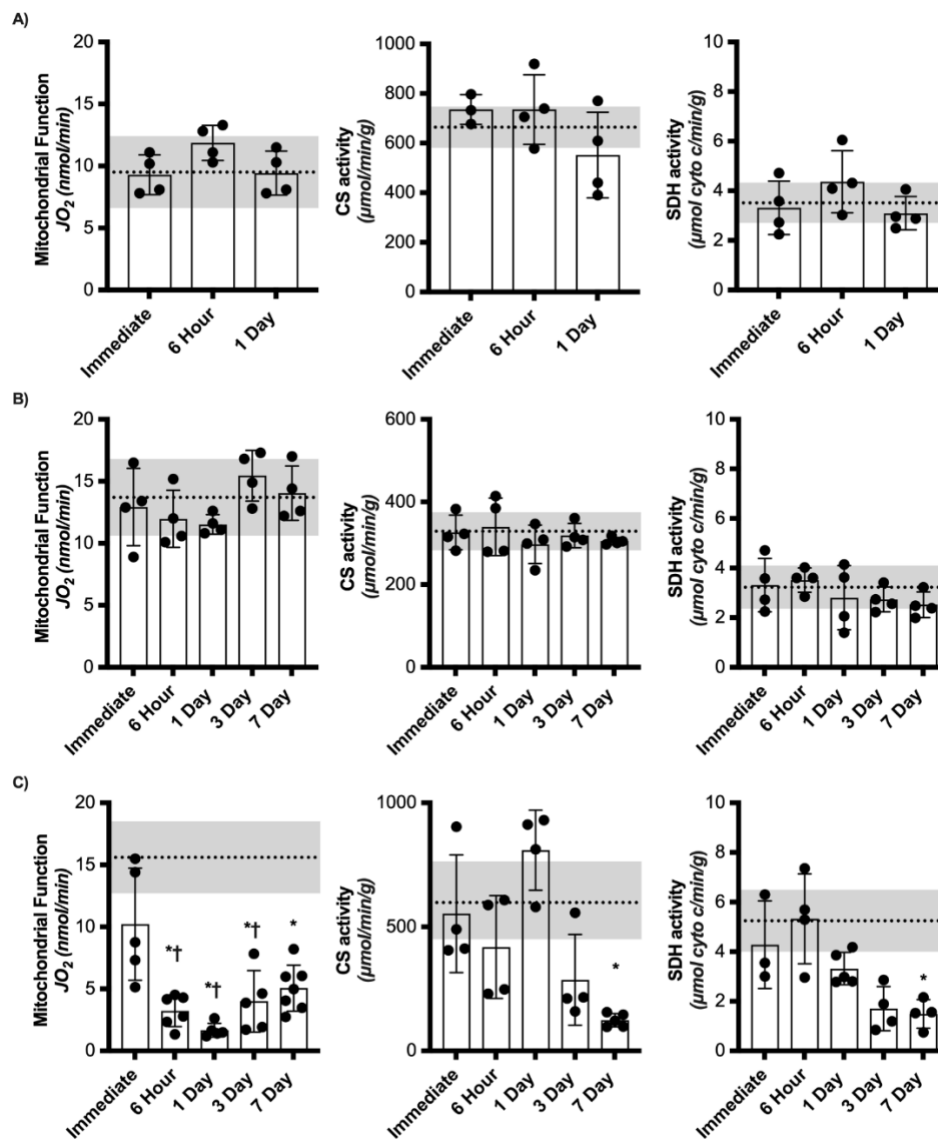 A)
Mitochondrial Function
JO2 (nmol/min)
20
15
10
5
0
Immediate
6 Hour
1 Day
CS activity
(µmol/min/g)
1000
800
600
400
200
0
Immediate
6 Hour
1 Day
SDH activity
(µmol cyto c/min/g)
10
8
6
4
2
0
Immediate
6 Hour
1 Day
B)
Mitochondrial Function
JO2 (nmol/min)
20
15
10
5
0
Immediate
6 Hour
1 Day
3 Day
7 Day
CS activity
(µmol/min/g)
600
400
200
0
Immediate
6 Hour
1 Day
3 Day
7 Day
SDH activity
(µmol cyto c/min/g)
10
8
6
4
2
0
Immediate
6 Hour
1 Day
3 Day
7 Day
C)
Mitochondrial Function
JO2 (nmol/min)
20
15
10
5
0
*†
*†
*†
*
Immediate
6 Hour
1 Day
3 Day
7 Day
CS activity
(µmol/min/g)
1000
500
0
*
Immediate
6 Hour
1 Day
3 Day
7 Day
SDH activity
(µmol cyto c/min/g)
10
8
6
4
2
0
*
Immediate
6 Hour
1 Day
3 Day
7 Day